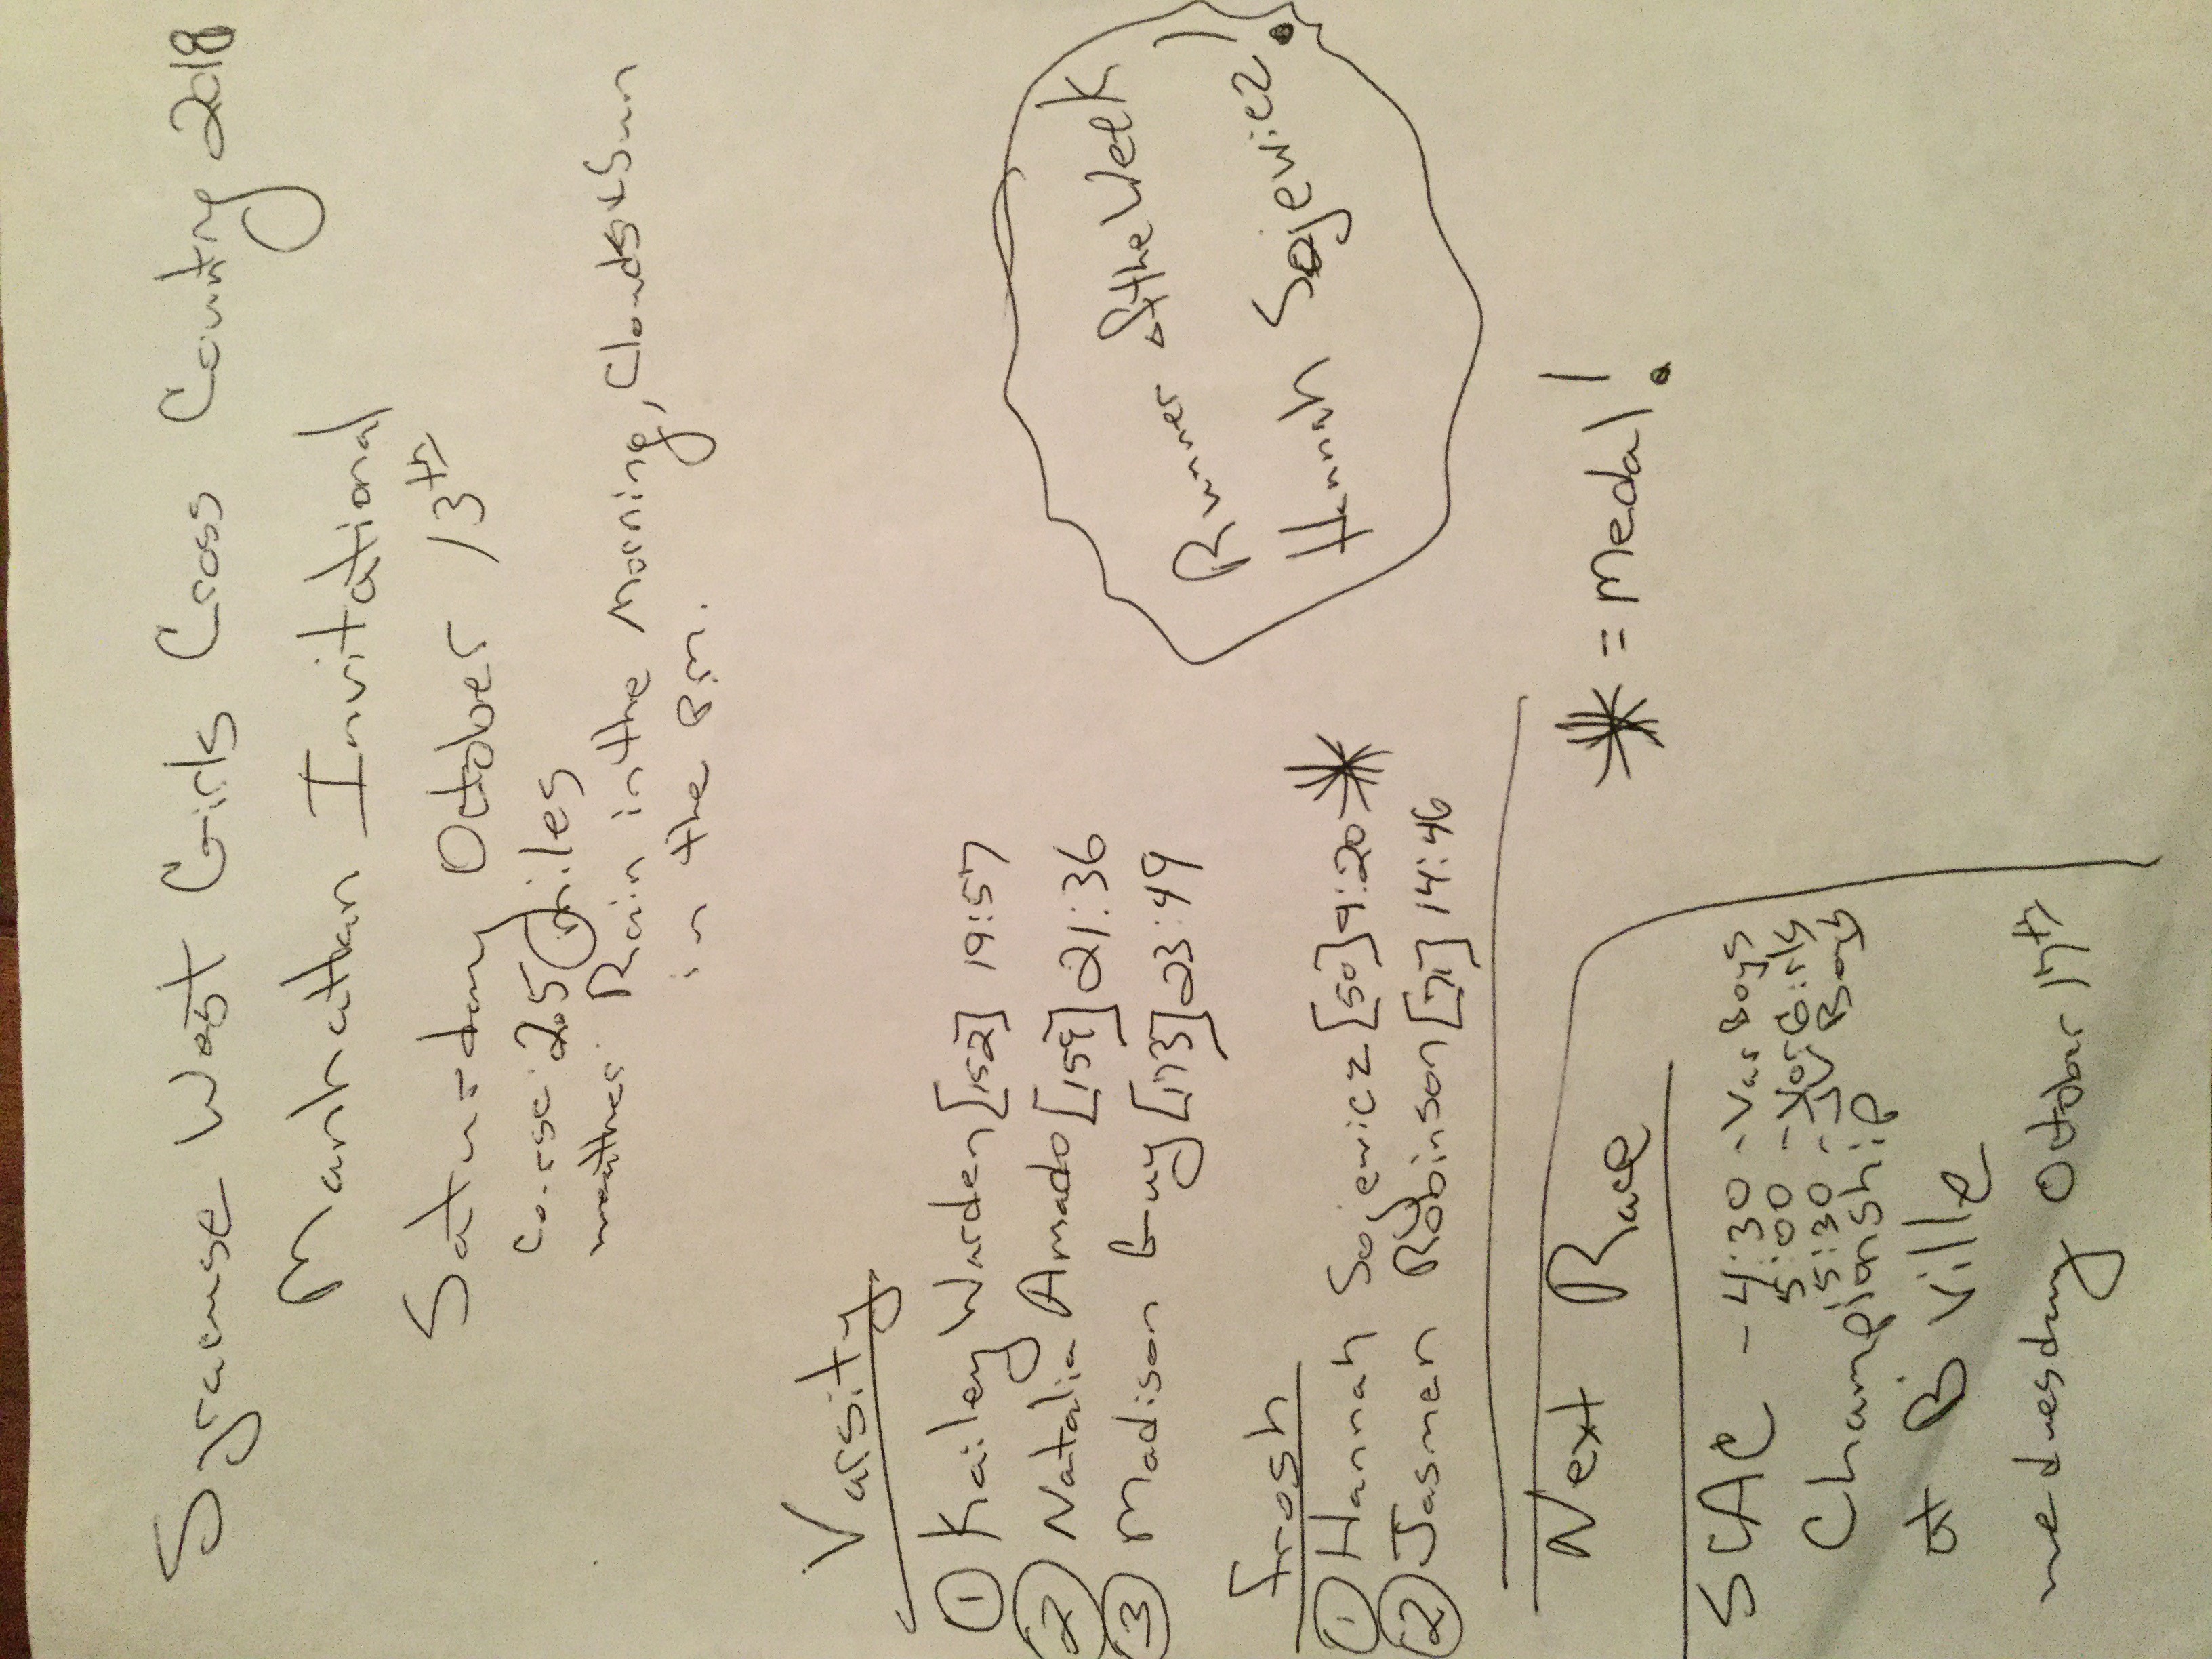 Syracuse West Girls Cross Country 2018
Manhattan Invitational
Saturday October 13th
Course: 2.5 miles
weather: Rain in the Morning, Clouds & Sun
in the P.M.
Varsity
① Kailey Warden [152] 19:57
② Natalia Amado [159] 21:36
③ Madison Guy [173] 23:49
Frosh
① Hannah Sojewicz [50] 9:20 *
② Jasmen Robinson [71] 14:46
Runner of the Week
Hannah Sojewicz!
* = Medal!
Next Race
SCAC - 4:30 - Var Boys
5:00 - Var Girls
5:30 - JV Boys
Championship
at B'ville
Wednesday October 17th